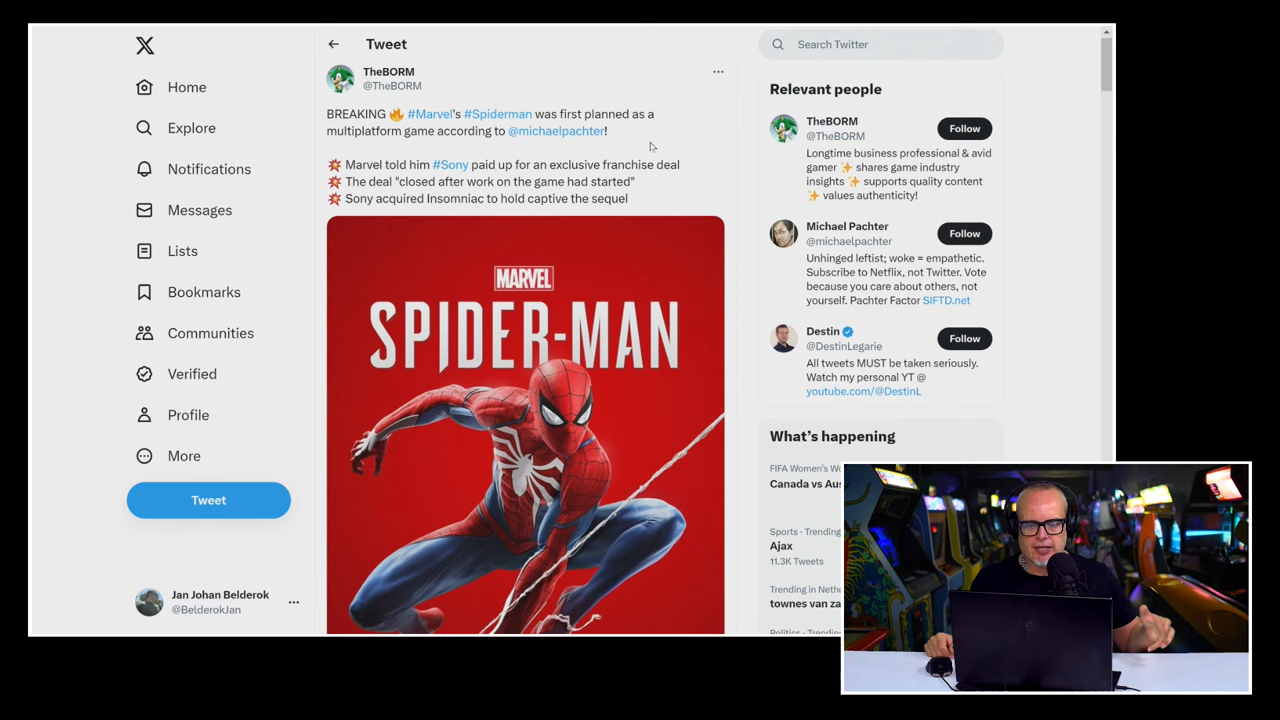 Home
Explore
Notifications
Messages
Lists
Bookmarks
Communities
Verified
Profile
More
Tweet
Jan Johan Belderok
@BelderokJan
Tweet
TheBORM
@TheBORM
BREAKING 🔥 #Marvel's #Spiderman was first planned as a
multiplatform game according to @michaelpachter!
💥 Marvel told him #Sony paid up for an exclusive franchise deal
💥 The deal "closed after work on the game had started"
💥 Sony acquired Insomniac to hold captive the sequel
MARVEL
SPIDER-MAN
Search Twitter
Relevant people
TheBORM
@TheBORM
Follow
Longtime business professional & avid
gamer ✨ shares game industry
insights ✨ supports quality content
✨ values authenticity!
Michael Pachter
@michaelpachter
Follow
Unhinged leftist; woke = empathetic.
Subscribe to Netflix, not Twitter. Vote
because you care about others, not
yourself. Pachter Factor SIFTD.net
Destin
@DestinLegarie
Follow
All tweets MUST be taken seriously.
Watch my personal YT @
youtube.com/@DestinL
What's happening
FIFA Women's W
Canada vs Aus
Sports · Trending
Ajax
11.3K Tweets
Trending in Neth
townes van za
Politics · Trending